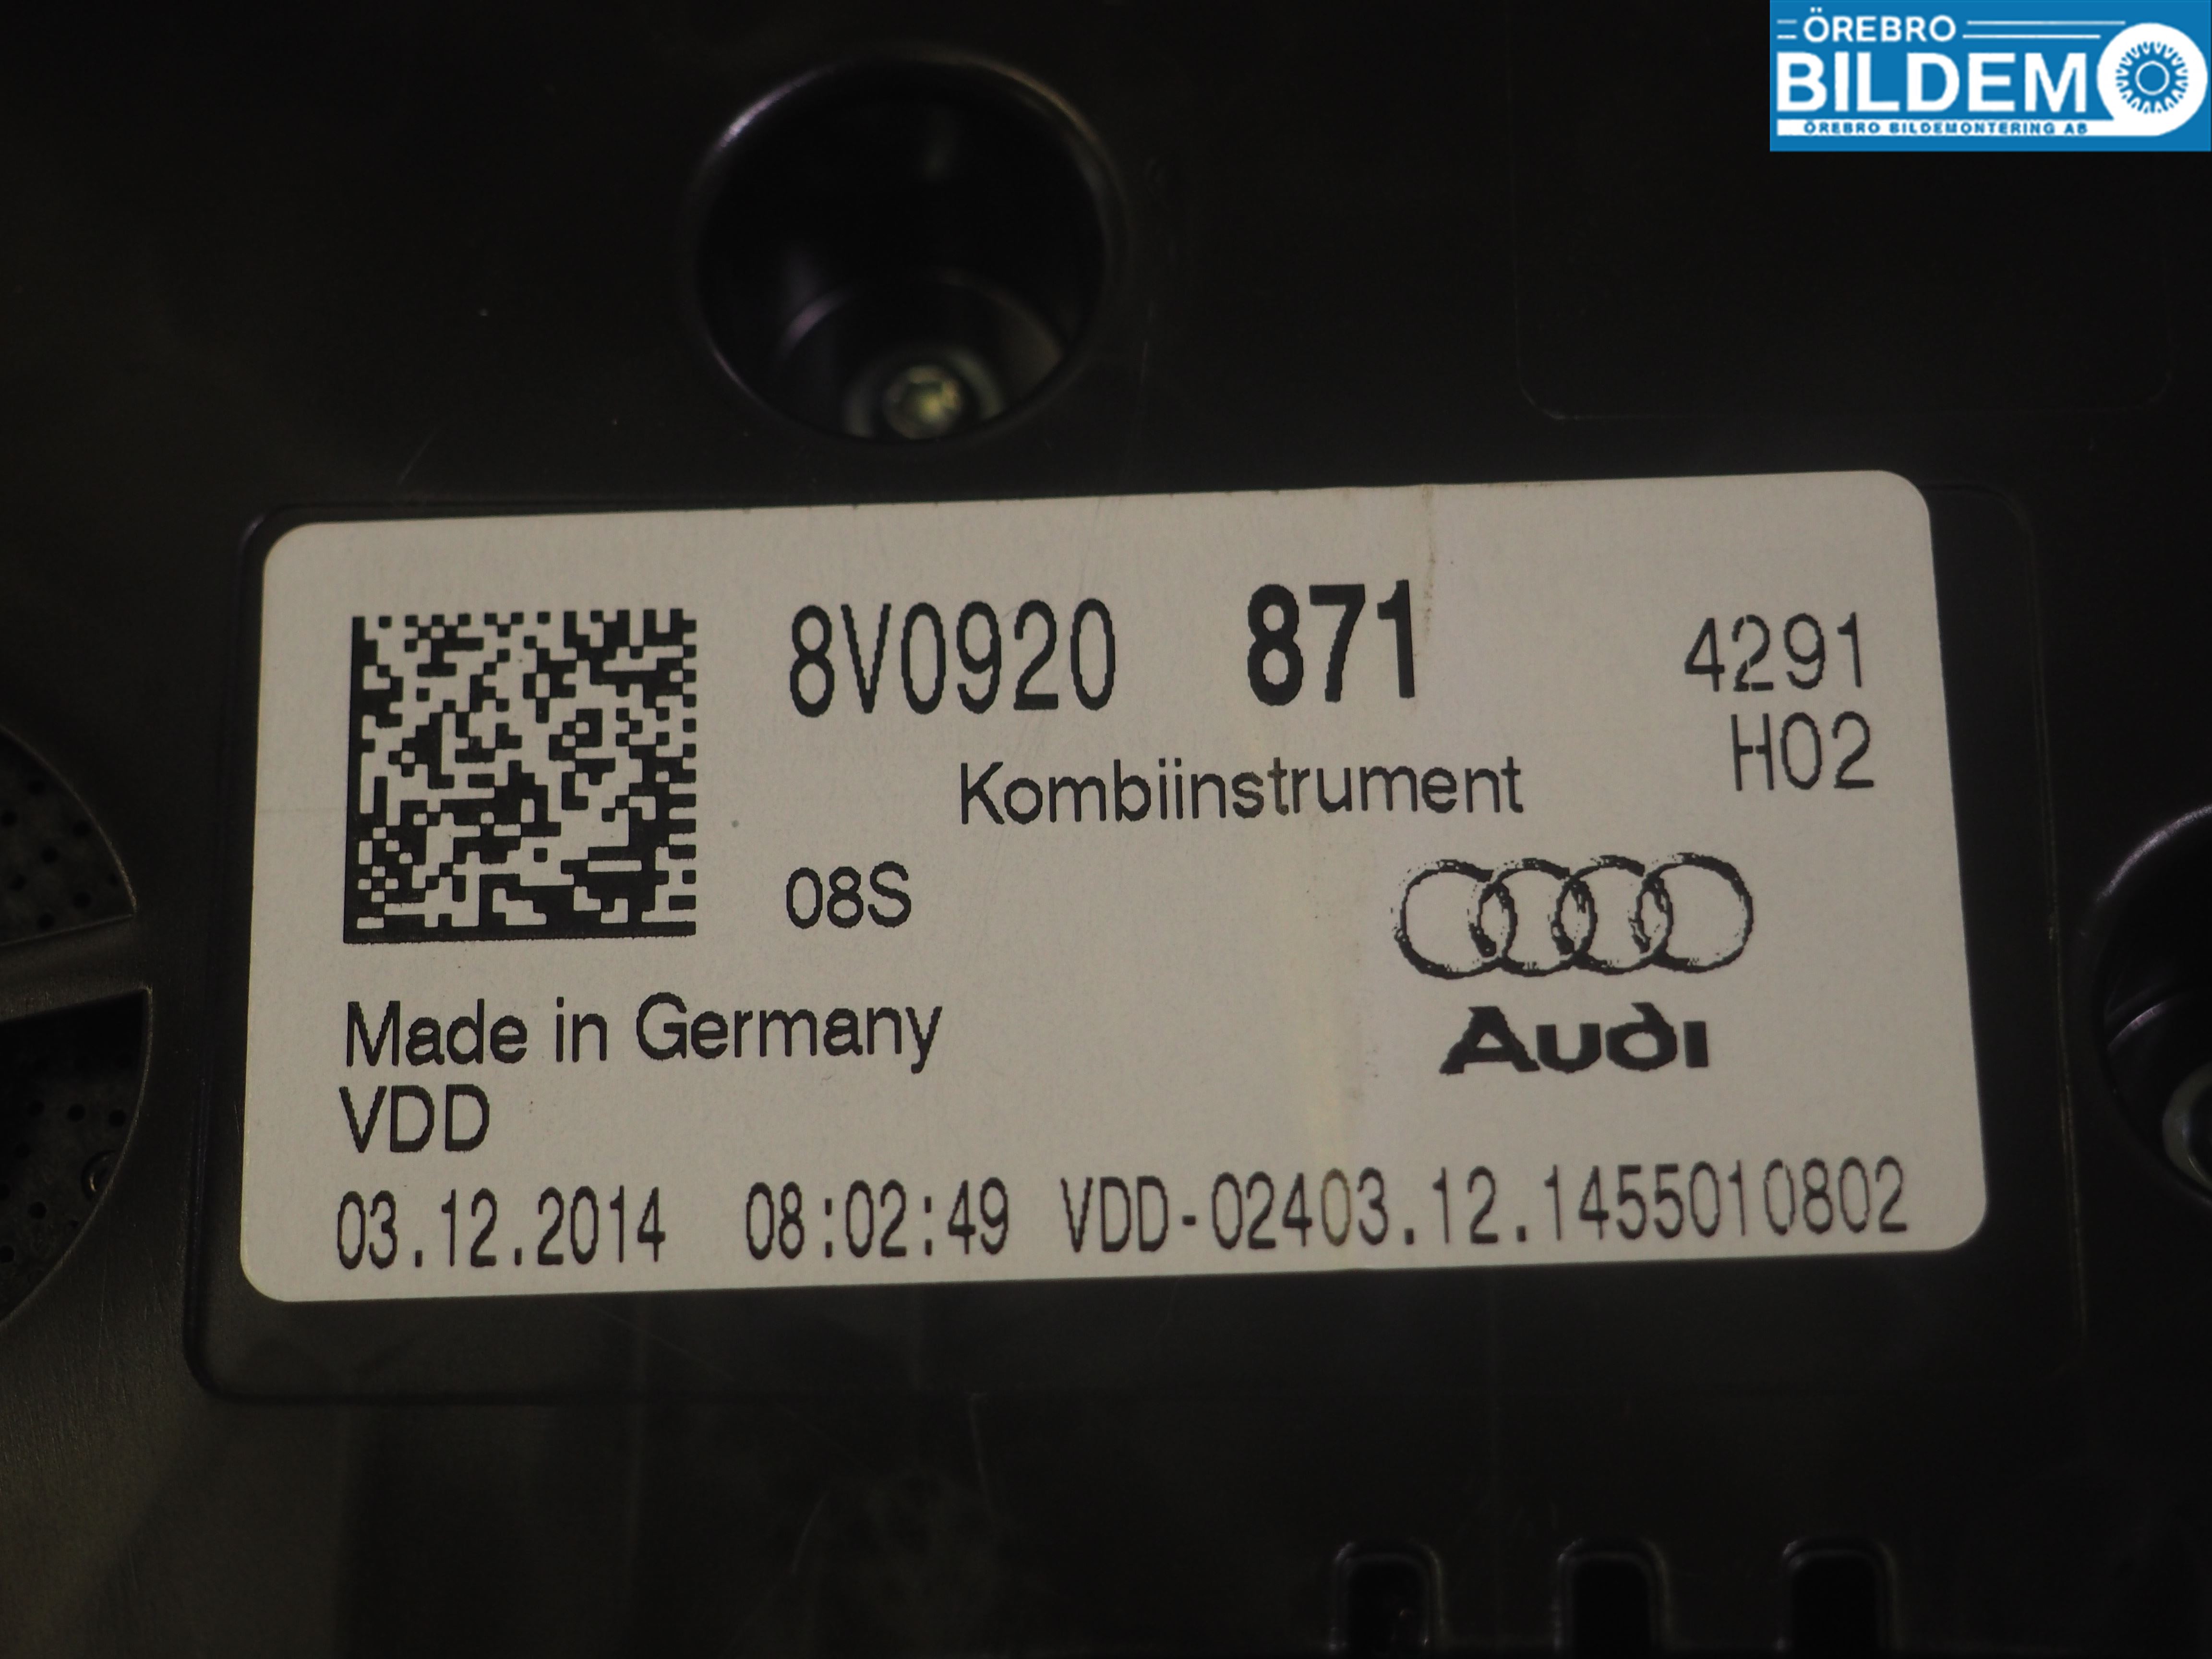 ÖREBRO
BILDEMO
ÖREBRO BILDEMONTERING AB
8V0920 871 4291
H02
Kombiinstrument
08S
Audi
Made in Germany
VDD
03.12.2014 08:02:49 VDD-02403.12.1455010802